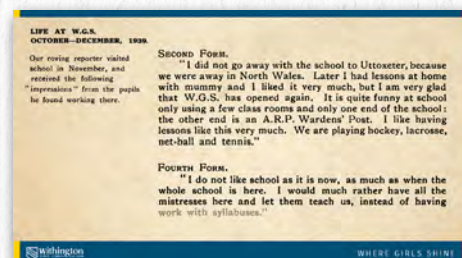 LIFE AT W.G.S.
OCTOBER—DECEMBER, 1939.
Our roving reporter visited
school in November, and
received the following
"impressions" from the pupils
he found working there.
SECOND FORM.
"I did not go away with the school to Uttoxeter, because
we were away in North Wales. Later I had lessons at home
with mummy and I liked it very much, but I am very glad
that W.G.S. has opened again. It is quite funny at school
only using a few class rooms and only one end of the school:
the other end is an A.R.P. Wardens' Post. I like having
lessons like this very much. We are playing hockey, lacrosse,
net-ball and tennis."
FOURTH FORM.
"I do not like school as it is now, as much as when the
whole school is here. I would much rather have all the
mistresses here and let them teach us, instead of having
work with syllabuses."
Withington
WHERE GIRLS SHINE